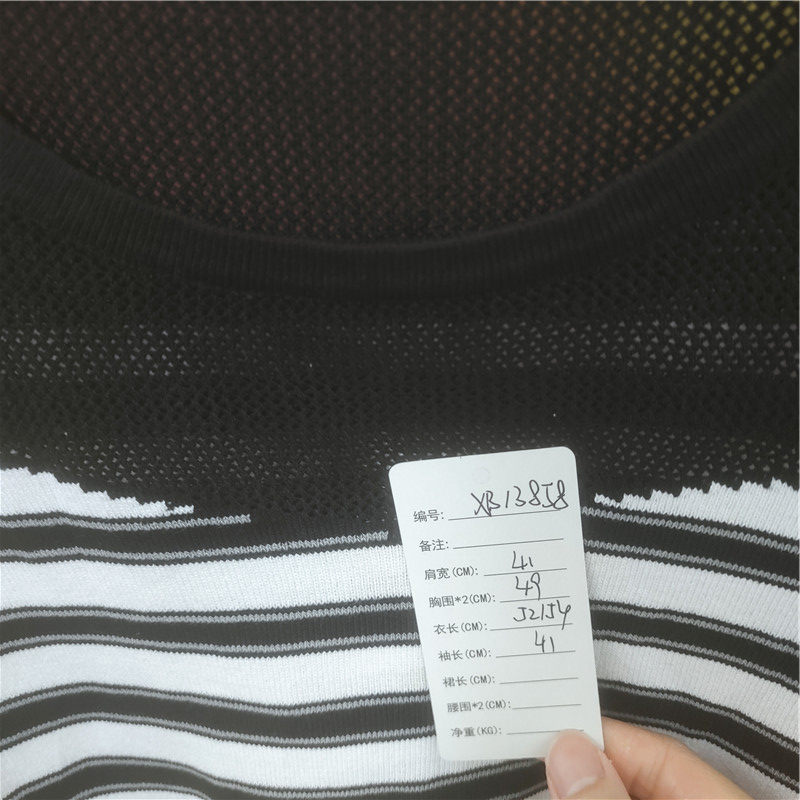 编号: XB13858
备注:
肩宽(CM): 41
胸围*2(CM): 49
衣长(CM): 52/54
袖长(CM): 41
裙长(CM):
腰围*2(CM):
净重(KG):